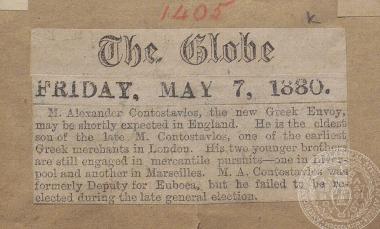 1405
k
The Globe
FRIDAY, MAY 7, 1880.
M. Alexander Contostavlos, the new Greek Envoy,
may be shortly expected in England. He is the eldest
son of the late M. Contostavlos, one of the earliest
Greek merchants in London. His two younger brothers
are still engaged in mercantile pursuits—one in Liver-
pool and another in Marseilles. M. A. Contostavlos was
formerly Deputy for Eubœa, but he failed to be re-
elected during the late general election.